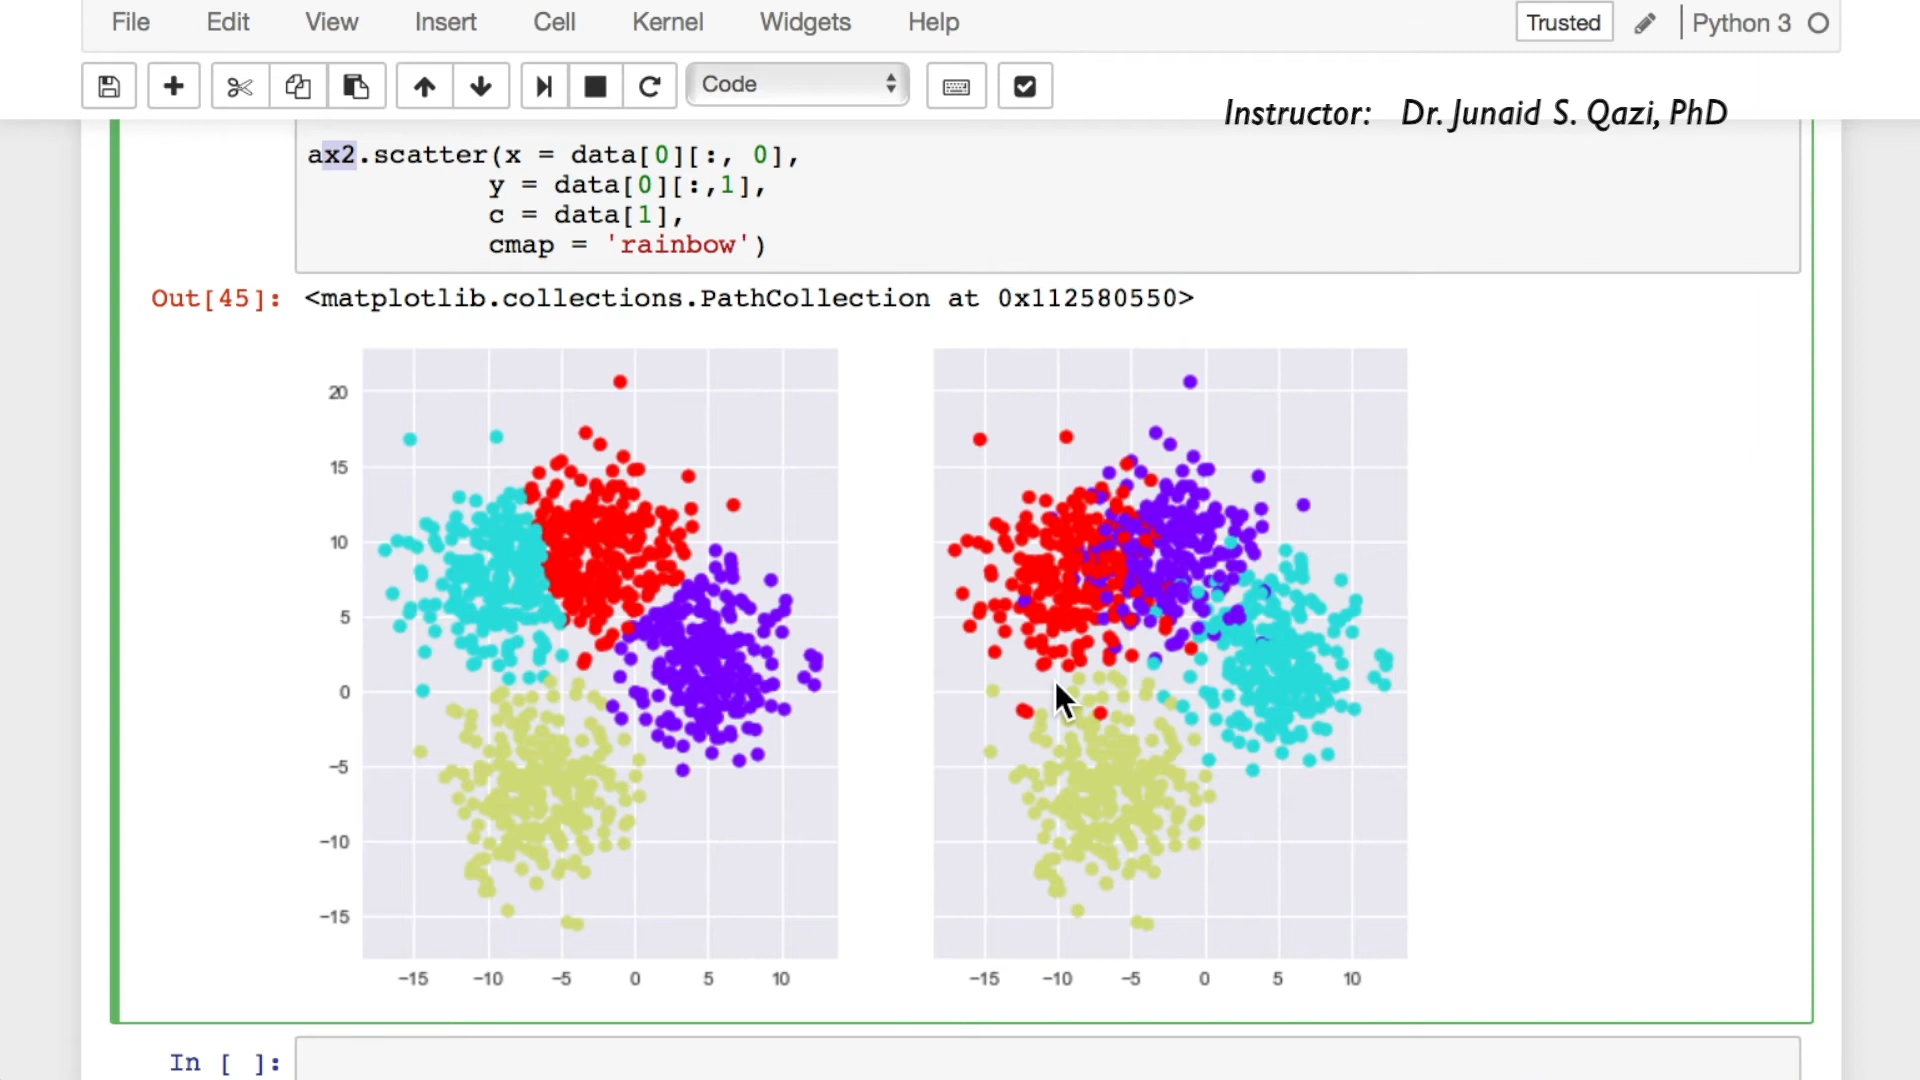 File Edit View Insert Cell Kernel Widgets Help Trusted Python 3
Code
Instructor: Dr. Junaid S. Qazi, PhD
ax2.scatter(x = data[0][:, 0],
y = data[0][:,1],
c = data[1],
cmap = 'rainbow')
Out[45]: <matplotlib.collections.PathCollection at 0x112580550>
20
15
10
5
0
−5
−10
−15
−15 −10 −5 0 5 10
−15 −10 −5 0 5 10
In [ ]: